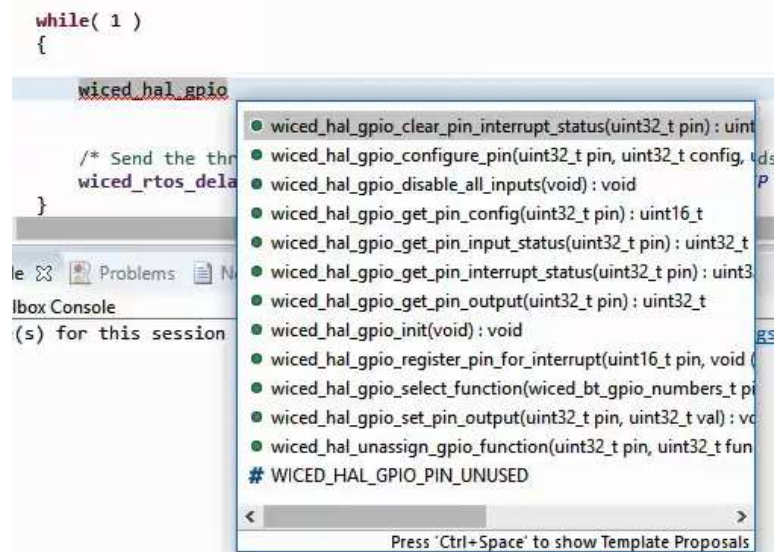 while( 1 )
{
wiced_hal_gpio
wiced_hal_gpio_clear_pin_interrupt_status(uint32_t pin) : uint
/* Send the thr
wiced_hal_gpio_configure_pin(uint32_t pin, uint32_t config,
ds
wiced_rtos_dela
wiced_hal_gpio_disable_all_inputs(void) : void
P
}
wiced_hal_gpio_get_pin_config(uint32_t pin) : uint16_t
wiced_hal_gpio_get_pin_input_status(uint32_t pin) : uint32_t
le Problems N
wiced_hal_gpio_get_pin_interrupt_status(uint32_t pin) : uint3
lbox Console
wiced_hal_gpio_get_pin_output(uint32_t pin) : uint32_t
(s) for this session
wiced_hal_gpio_init(void) : void
gs
wiced_hal_gpio_register_pin_for_interrupt(uint16_t pin, void (
wiced_hal_gpio_select_function(wiced_bt_gpio_numbers_t pi
wiced_hal_gpio_set_pin_output(uint32_t pin, uint32_t val) : vo
wiced_hal_unassign_gpio_function(uint32_t pin, uint32_t fun
# WICED_HAL_GPIO_PIN_UNUSED
Press 'Ctrl+Space' to show Template Proposals